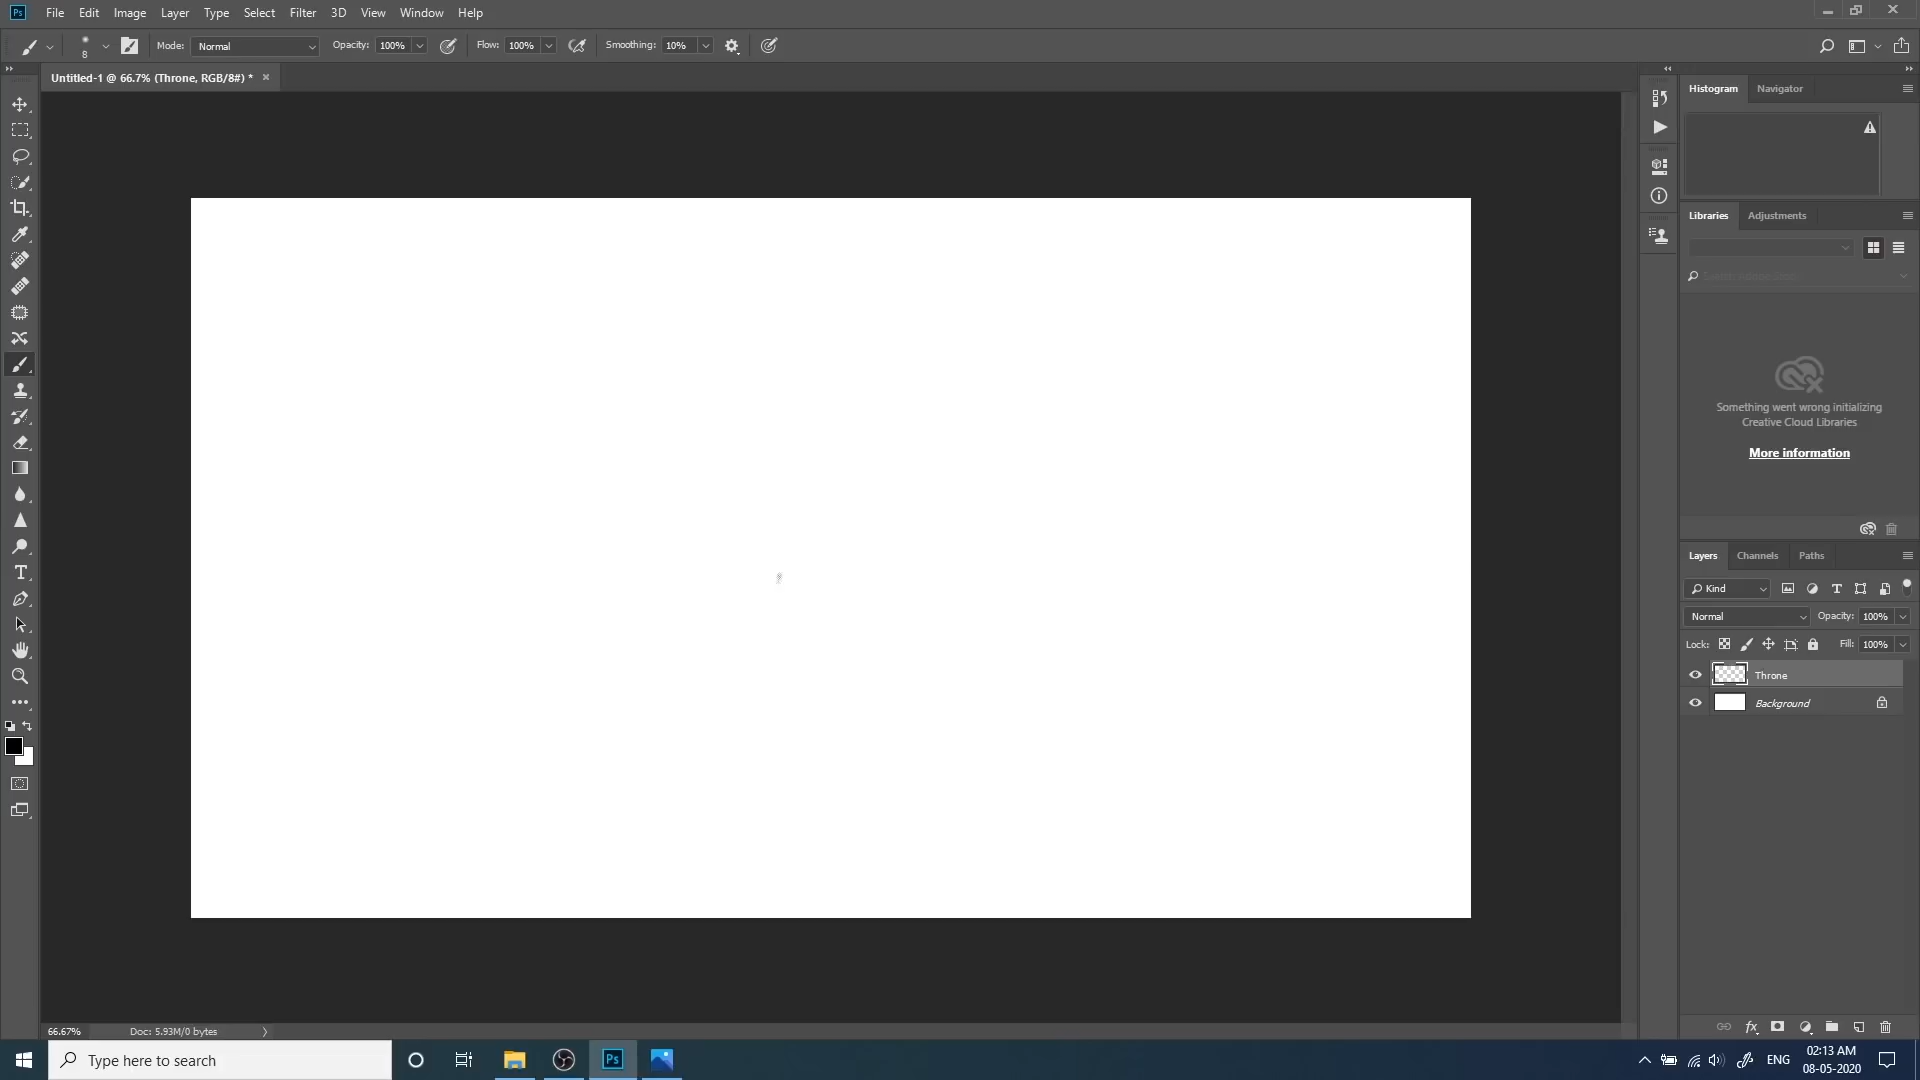 Ps File Edit Image Layer Type Select Filter 3D View Window Help
8 Mode: Normal Opacity: 100% Flow: 100% Smoothing: 10%
Untitled-1 @ 66.7% (Throne, RGB/8#) * ×
Histogram Navigator
Libraries Adjustments
Something went wrong initializing
Creative Cloud Libraries
More information
Layers Channels Paths
Kind
Normal Opacity: 100%
Lock: Fill: 100%
Throne
Background
66.67% Doc: 5.93M/0 bytes
Type here to search
Ps
ENG
02:13 AM
08-05-2020